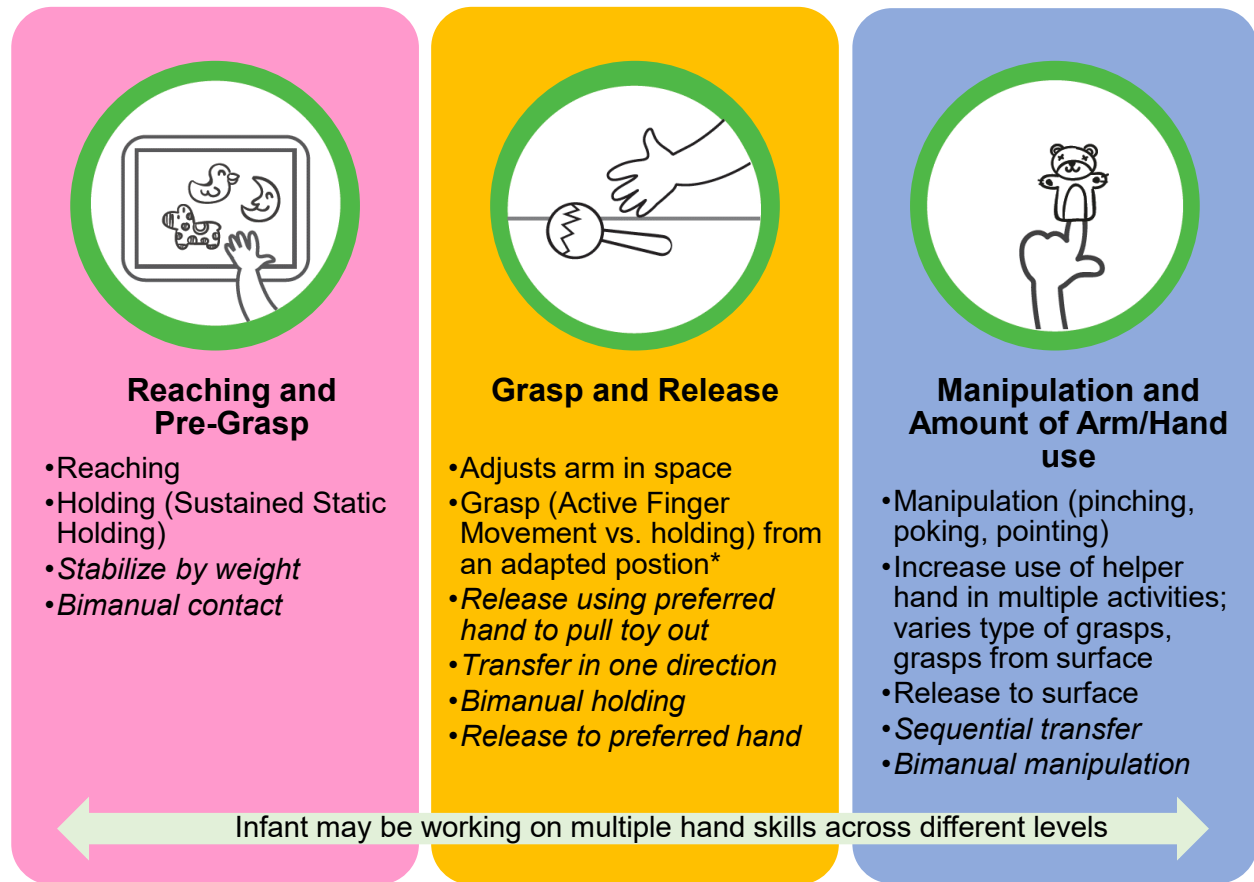 Reaching and
Pre-Grasp
•Reaching
•Holding (Sustained Static
Holding)
•Stabilize by weight
•Bimanual contact
Grasp and Release
•Adjusts arm in space
•Grasp (Active Finger
Movement vs. holding) from
an adapted postion*
•Release using preferred
hand to pull toy out
•Transfer in one direction
•Bimanual holding
•Release to preferred hand
Manipulation and
Amount of Arm/Hand
use
•Manipulation (pinching,
poking, pointing)
•Increase use of helper
hand in multiple activities;
varies type of grasps,
grasps from surface
•Release to surface
•Sequential transfer
•Bimanual manipulation
Infant may be working on multiple hand skills across different levels